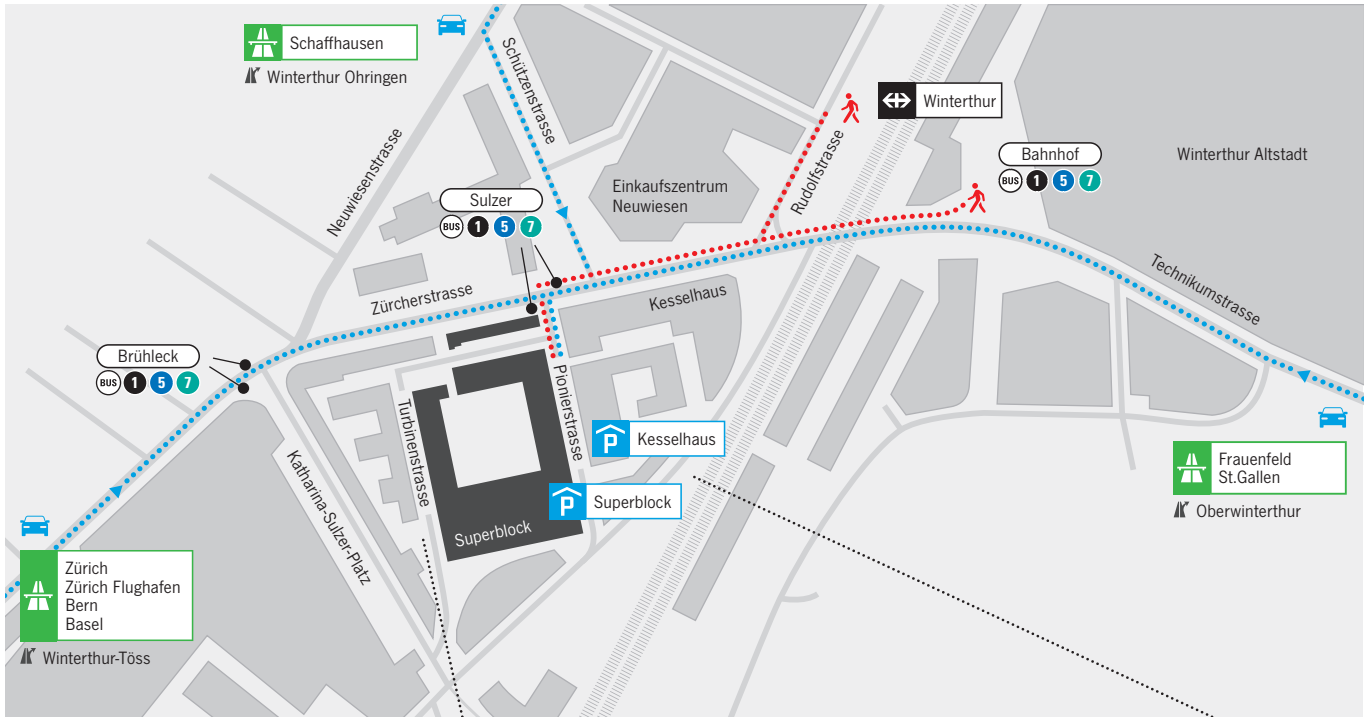 Schaffhausen
Winterthur Ohringen
Schützenstrasse
Neuwiesenstrasse
Winterthur
Rudolfstrasse
Bahnhof
BUS 1 5 7
Winterthur Altstadt
Einkaufszentrum
Neuwiesen
Sulzer
BUS 1 5 7
Technikumstrasse
Zürcherstrasse
Kesselhaus
Brühleck
BUS 1 5 7
Pionierstrasse
Turbinenstrasse
P Kesselhaus
Katharina-Sulzer-Platz
P Superblock
Superblock
Frauenfeld
St.Gallen
Oberwinterthur
Zürich
Zürich Flughafen
Bern
Basel
Winterthur-Töss